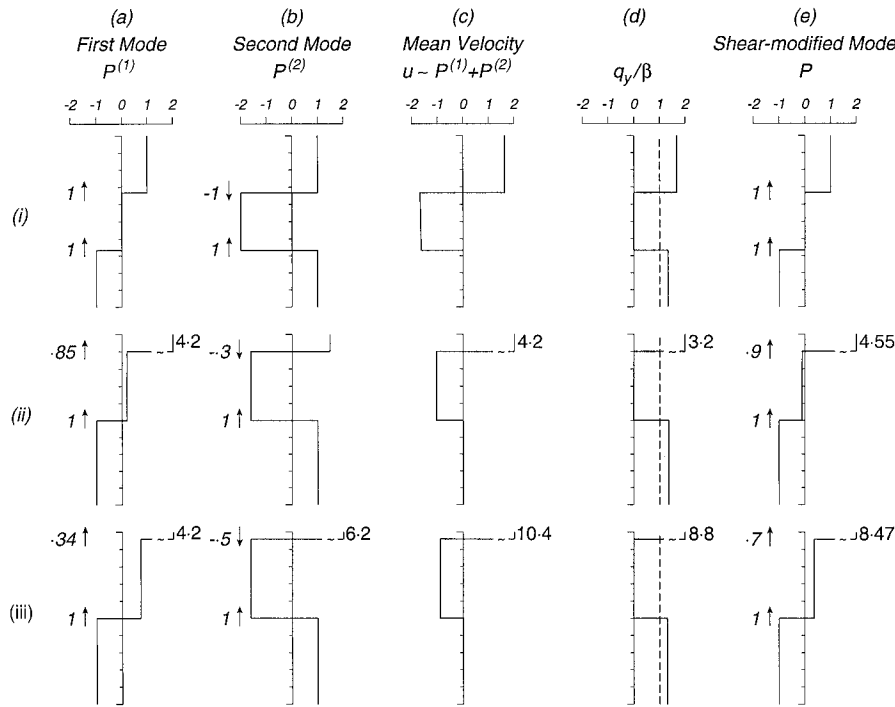 (a) (b) (c) (d) (e)
First Mode Second Mode Mean Velocity Shear-modified Mode
P(1) P(2) u ~ P(1)+P(2) qy/β P
-2 -1 0 1 2 -2 -1 0 1 2 -2 -1 0 1 2 -2 -1 0 1 2 -2 -1 0 1 2
1↑ -1↓ 1↑
(i)
1↑ 1↑ 1↑
·85↑ 4·2 -·3↓ 4·2 3·2 ·9↑ 4·55
(ii)
1↑ 1↑ 1↑
·34↑ 4·2 -·5↓ 6·2 10·4 8·8 ·7↑ 8·47
(iii)
1↑ 1↑ 1↑